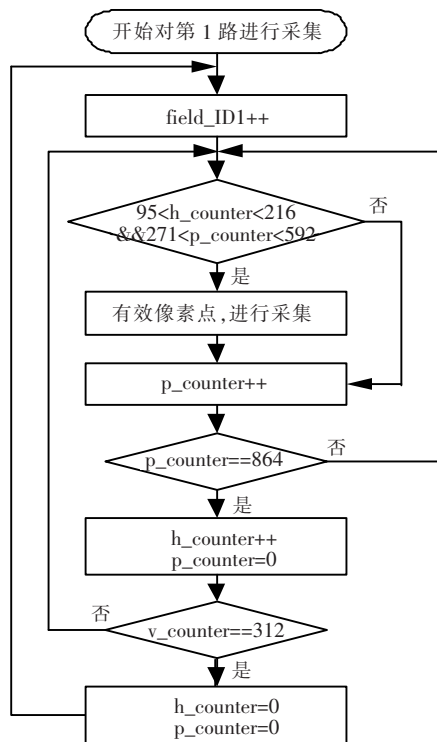 开始对第 1 路进行采集
field_ID1++
95<h_counter<216
&&271<p_counter<592
否
是
有效像素点,进行采集
p_counter++
p_counter==864
否
是
h_counter++
p_counter=0
否
v_counter==312
是
h_counter=0
p_counter=0